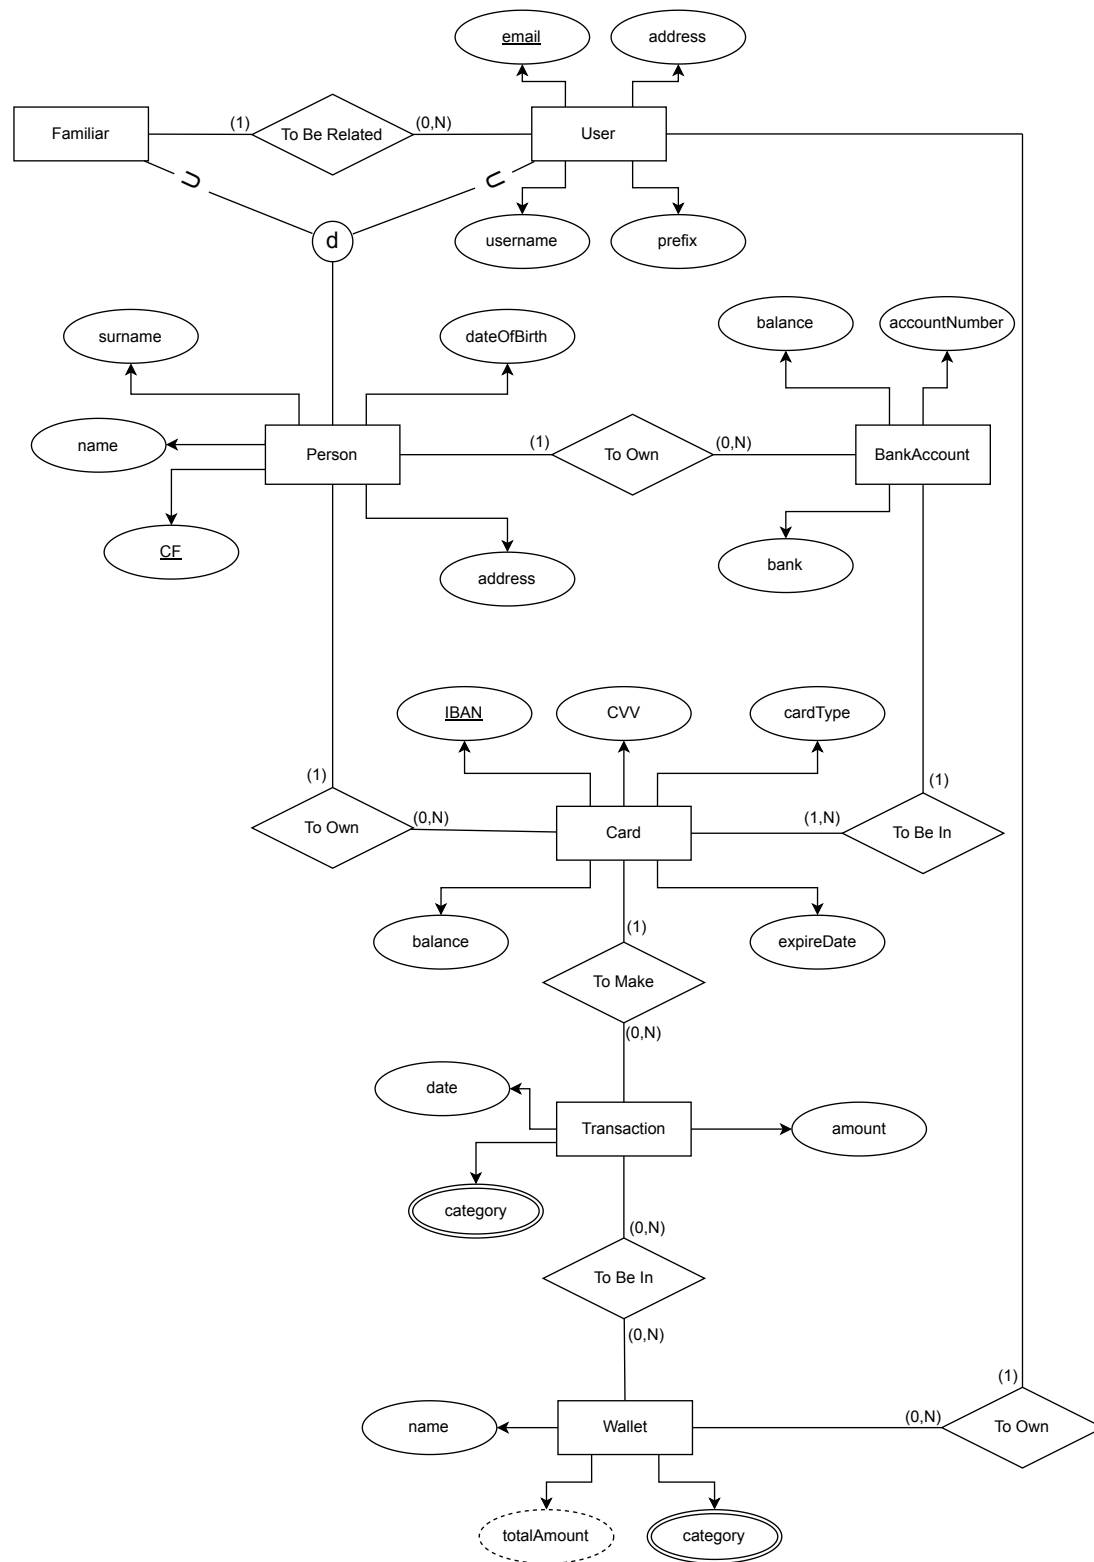 email
address
Familiar
(1)
To Be Related
(0,N)
User
username
prefix
d
surname
dateOfBirth
balance
accountNumber
name
Person
(1)
To Own
(0,N)
BankAccount
CF
address
bank
IBAN
CVV
cardType
(1)
To Own
(0,N)
Card
(1,N)
(1)
To Be In
balance
(1)
expireDate
To Make
(0,N)
date
Transaction
amount
category
(0,N)
To Be In
(0,N)
name
Wallet
(0,N)
(1)
To Own
totalAmount
category